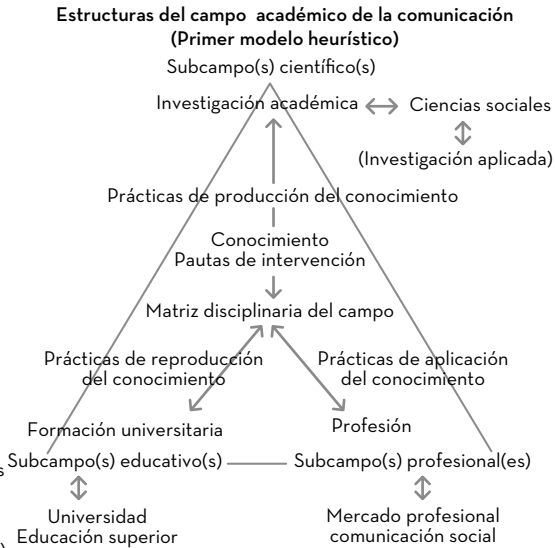 Estructuras del campo académico de la comunicación
(Primer modelo heurístico)
Subcampo(s) científico(s)
Investigación académica
Ciencias sociales
(Investigación aplicada)
Prácticas de producción del conocimiento
Conocimiento
Pautas de intervención
Matriz disciplinaria del campo
Prácticas de reproducción
del conocimiento
Prácticas de aplicación
del conocimiento
Formación universitaria
Profesión
Subcampo(s) educativo(s)
Subcampo(s) profesional(es)
Universidad
Educación superior
Mercado profesional
comunicación social